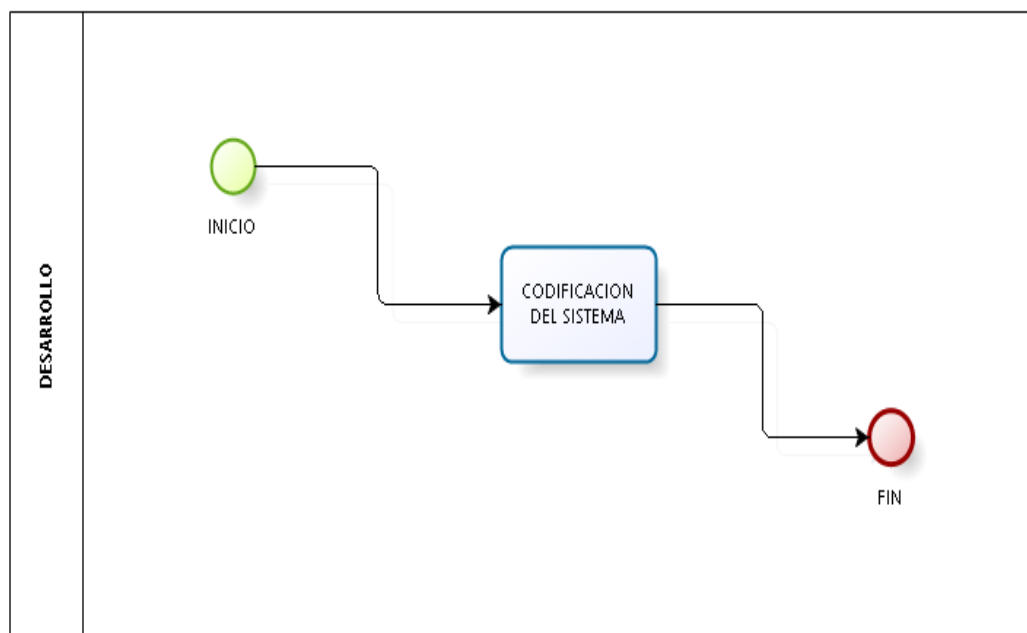 DESARROLLO
INICIO
CODIFICACION
DEL SISTEMA
FIN